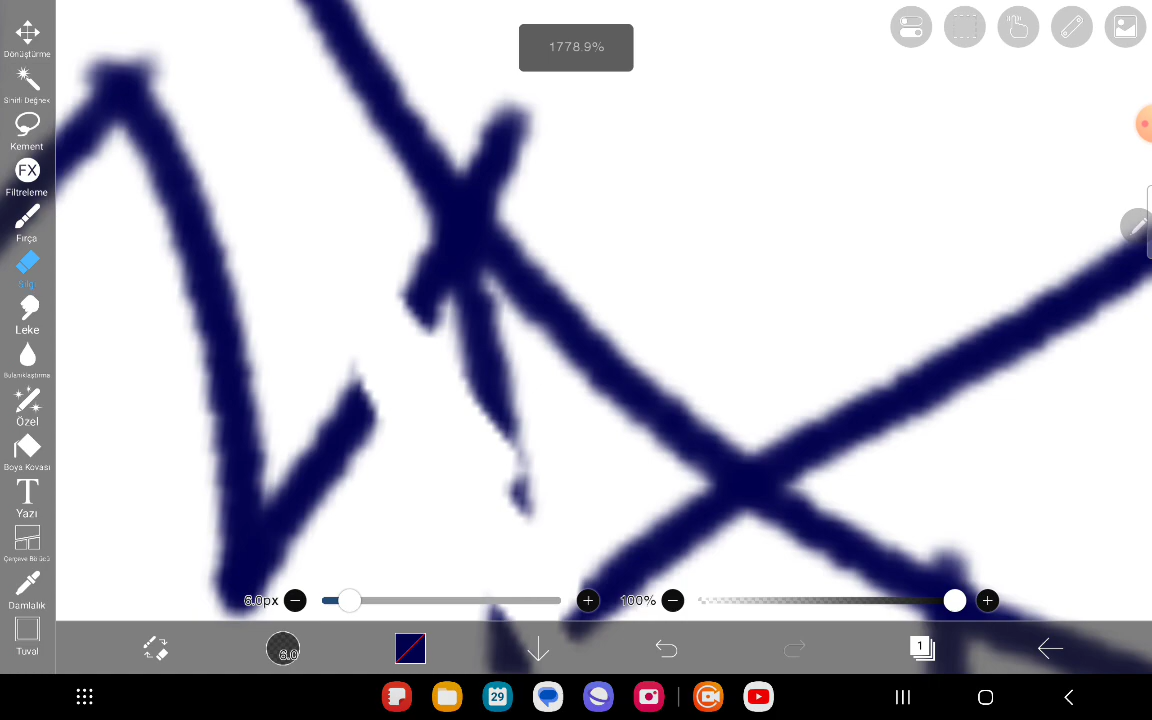 1778.9%
Dönüştürme
Sihirli Değnek
Kement
FX
Filtreleme
Fırça
Silgi
Leke
Bulanıklaştırma
Özel
Boya Kovası
T
Yazı
Çerçeve Bölücü
Damlalık
Tuval
6.0px
100%
6.0
1
29